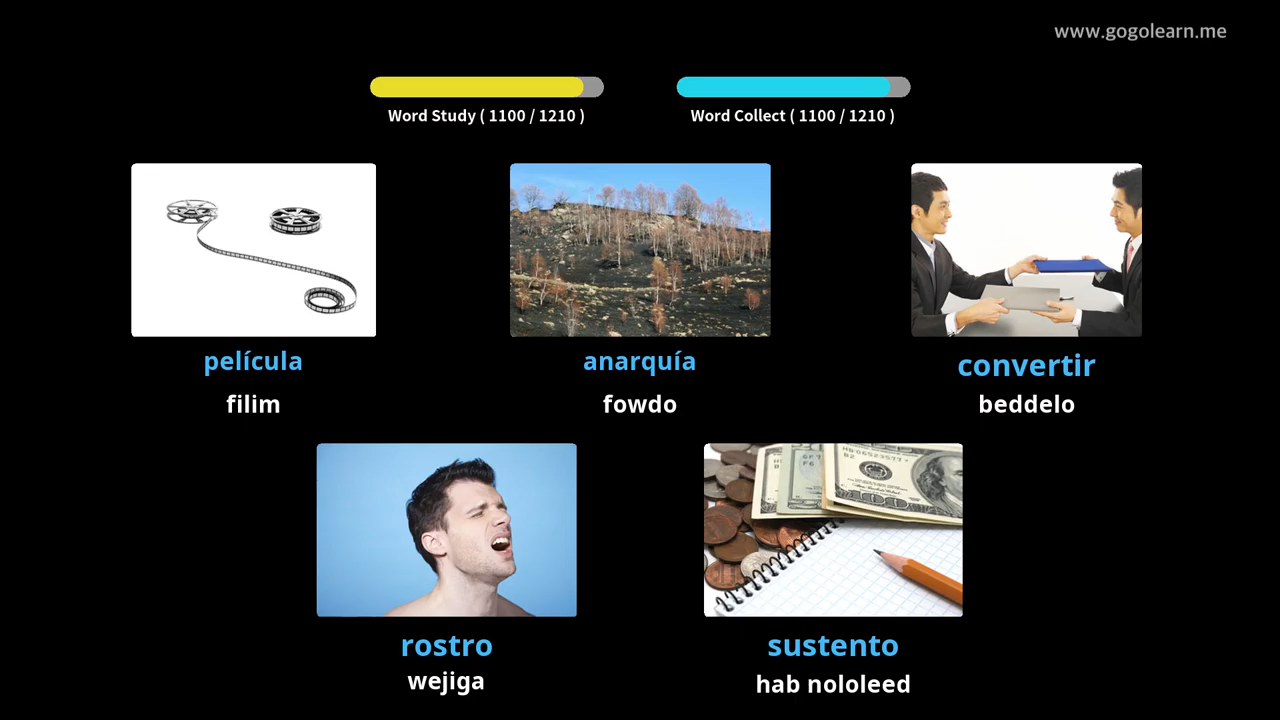 www.gogolearn.me
Word Study ( 1100 / 1210 )
Word Collect ( 1100 / 1210 )
película
anarquía
convertir
filim
fowdo
beddelo
rostro
sustento
wejiga
hab nololeed